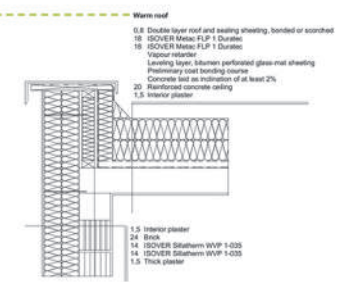 Warm roof
0,8 Double layer roof and sealing sheeting, bonded or scorched
18 ISOVER Metac FLP 1 Duratec
18 ISOVER Metac FLP 1 Duratec
Vapour retarder
Leveling layer, bitumen perforated glass-mat sheeting
Preliminary coat bonding course
Concrete laid as inclination of at least 2%
20 Reinforced concrete ceiling
1,5 Interior plaster
1,5 Interior plaster
24 Brick
14 ISOVER Sillatherm WVP 1-035
14 ISOVER Sillatherm WVP 1-035
1,5 Thick plaster